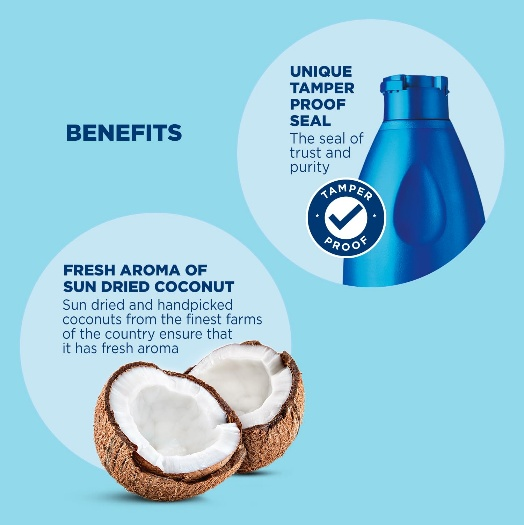 BENEFITS
UNIQUE
TAMPER
PROOF
SEAL
The seal of
trust and
purity
TAMPER
PROOF
FRESH AROMA OF
SUN DRIED COCONUT
Sun dried and handpicked
coconuts from the finest farms
of the country ensure that
it has fresh aroma